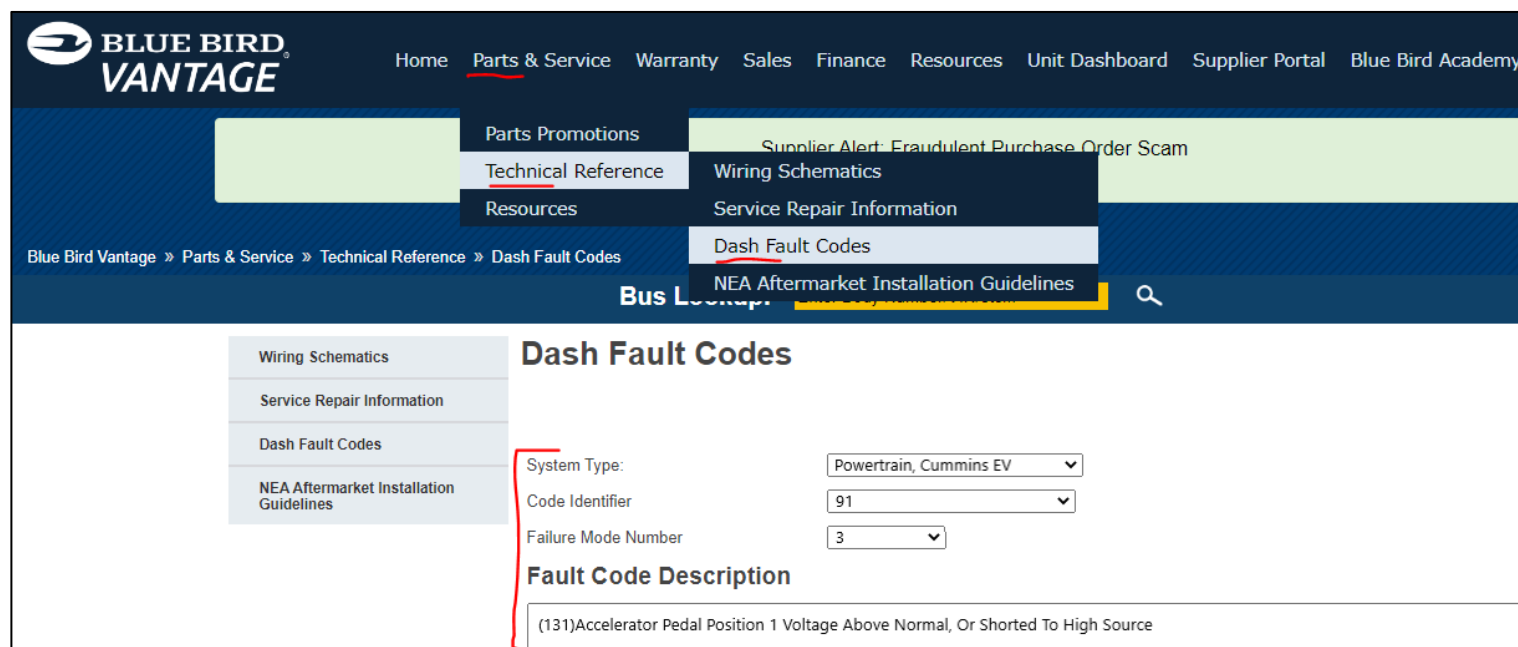 BLUE BIRD
VANTAGE
Home Parts & Service Warranty Sales Finance Resources Unit Dashboard Supplier Portal Blue Bird Academy
Parts Promotions
Technical Reference
Resources
Supplier Alert: Fraudulent Purchase Order Scam
Wiring Schematics
Service Repair Information
Dash Fault Codes
NEA Aftermarket Installation Guidelines
Blue Bird Vantage » Parts & Service » Technical Reference » Dash Fault Codes
Bus
Wiring Schematics
Service Repair Information
Dash Fault Codes
NEA Aftermarket Installation
Guidelines
Dash Fault Codes
System Type: Powertrain, Cummins EV
Code Identifier 91
Failure Mode Number 3
Fault Code Description
(131)Accelerator Pedal Position 1 Voltage Above Normal, Or Shorted To High Source